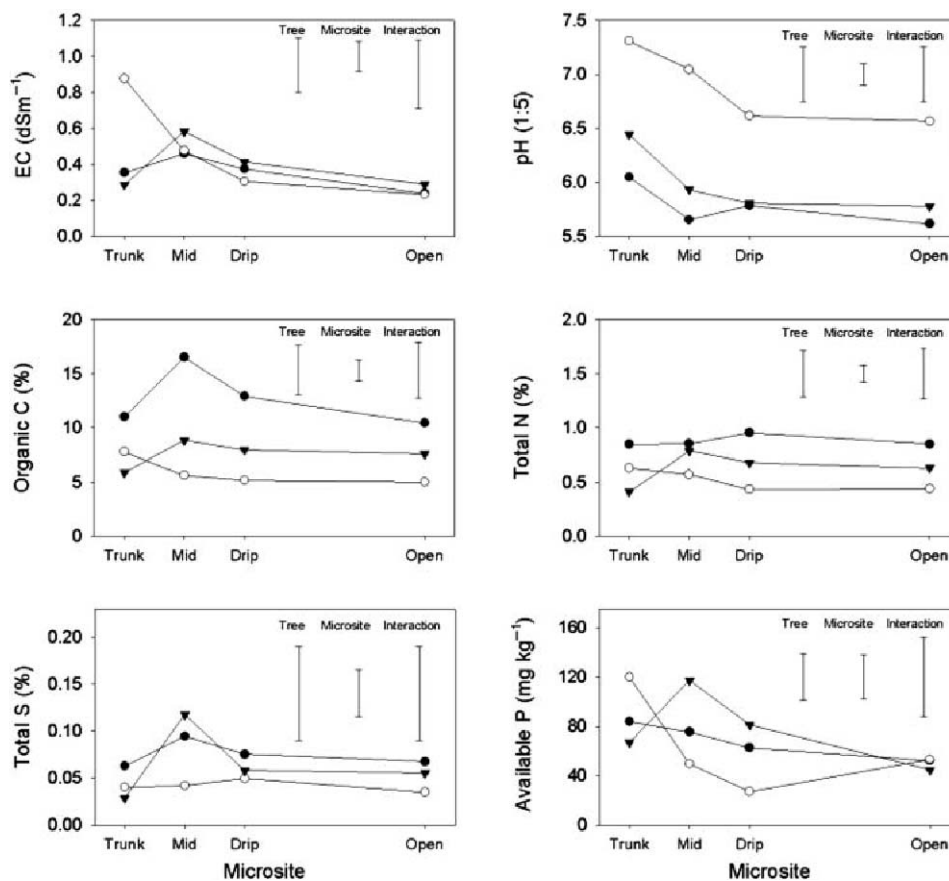 1.2
1.0
0.8
0.6
0.4
0.2
0.0
EC (dSm⁻¹)
Tree Microsite Interaction
Trunk Mid Drip Open
7.5
7.0
6.5
6.0
5.5
pH (1:5)
Tree Microsite Interaction
Trunk Mid Drip Open
20
15
10
5
0
Organic C (%)
Tree Microsite Interaction
Trunk Mid Drip Open
2.0
1.5
1.0
0.5
0.0
Total N (%)
Tree Microsite Interaction
Trunk Mid Drip Open
0.20
0.15
0.10
0.05
0.00
Total S (%)
Tree Microsite Interaction
Trunk Mid Drip Open
Microsite
160
120
80
40
0
Available P (mg kg⁻¹)
Tree Microsite Interaction
Trunk Mid Drip Open
Microsite